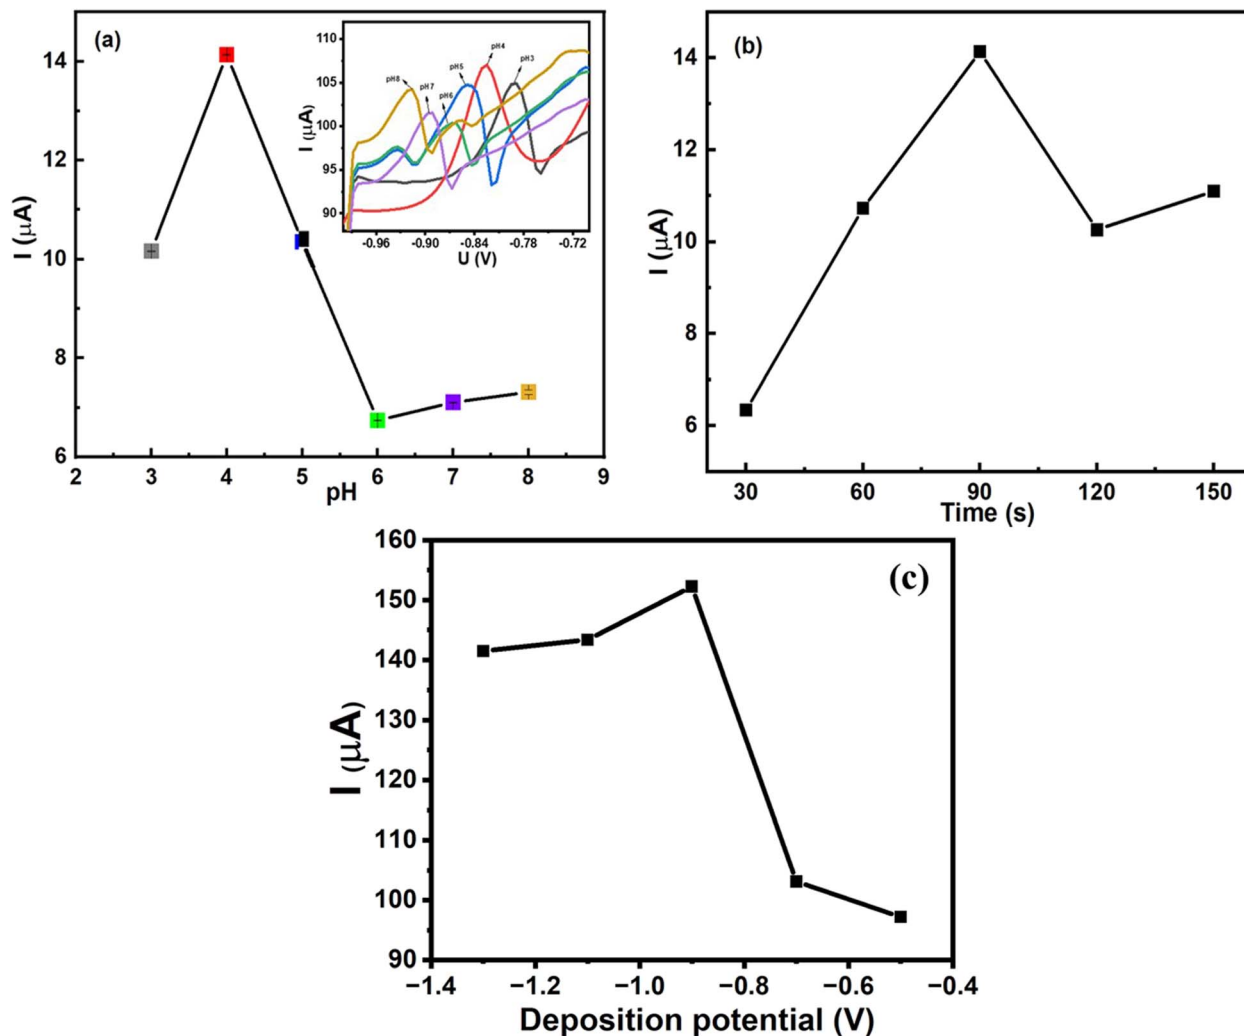 (a)
I (µA)
14
12
10
8
6
2 3 4 5 6 7 8 9
pH
I (µA)
110
105
100
95
90
pH8
pH7
pH6
pH5
pH4
pH3
-0.96 -0.90 -0.84 -0.78 -0.72
U (V)
(b)
I (µA)
14
12
10
8
6
30 60 90 120 150
Time (s)
(c)
I (µA)
160
150
140
130
120
110
100
90
−1.4 −1.2 −1.0 −0.8 −0.6 −0.4
Deposition potential (V)